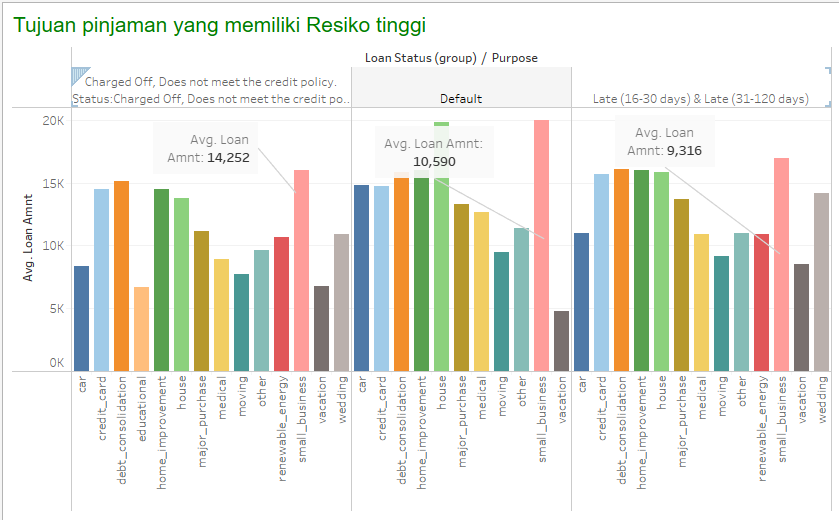 Tujuan pinjaman yang memiliki Resiko tinggi
Loan Status (group) / Purpose
Charged Off, Does not meet the credit policy.
Status:Charged Off, Does not meet the credit po..
Default
Late (16-30 days) & Late (31-120 days)
Avg. Loan Amnt
20K
15K
10K
5K
0K
Avg. Loan
Amnt: 14,252
Avg. Loan Amnt:
10,590
Avg. Loan
Amnt: 9,316
car
credit_card
debt_consolidation
educational
home_improvement
house
major_purchase
medical
moving
other
renewable_energy
small_business
vacation
wedding
car
credit_card
debt_consolidation
home_improvement
house
major_purchase
medical
moving
other
small_business
vacation
car
credit_card
debt_consolidation
home_improvement
house
major_purchase
medical
moving
other
renewable_energy
small_business
vacation
wedding